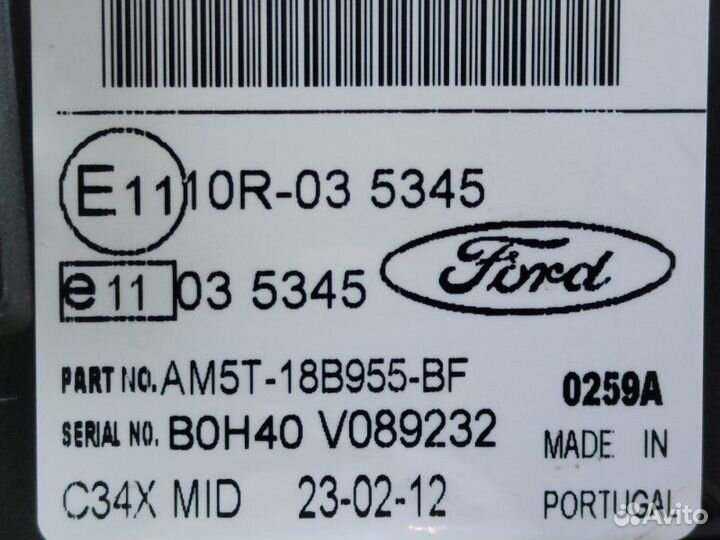 E11 10R-03 5345
e11 03 5345
Ford
PART NO. AM5T-18B955-BF 0259A
SERIAL NO. B0H40 V089232 MADE IN
C34X MID 23-02-12 PORTUGAL
Avito